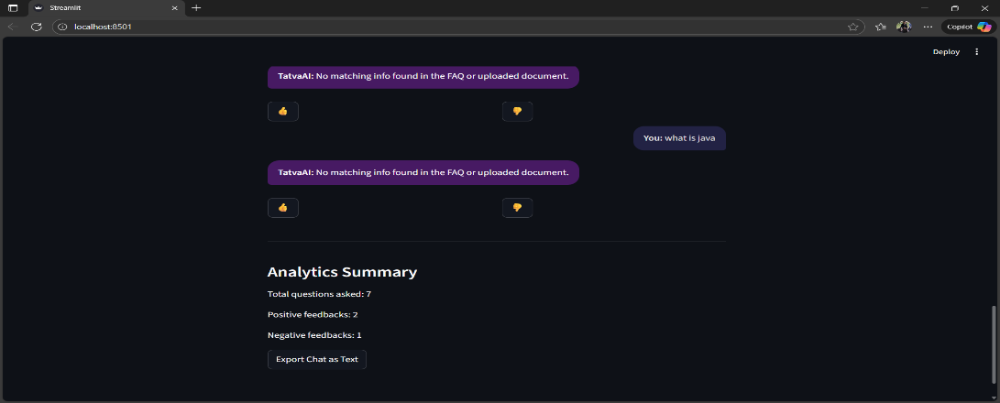 Streamlit
localhost:8501
Copilot
Deploy
TatvaAI: No matching info found in the FAQ or uploaded document.
You: what is java
TatvaAI: No matching info found in the FAQ or uploaded document.
Analytics Summary
Total questions asked: 7
Positive feedbacks: 2
Negative feedbacks: 1
Export Chat as Text